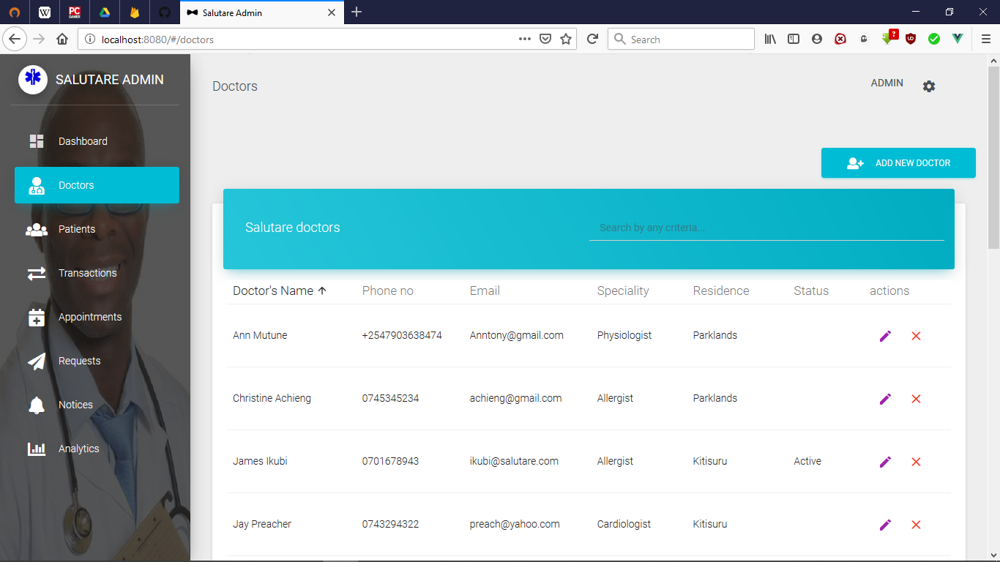 PC
GAMER
W
Salutare Admin
localhost:8080/#/doctors
Search
?
SALUTARE ADMIN
Doctors
ADMIN
Dashboard
Doctors
Patients
Transactions
Appointments
Requests
Notices
Analytics
ADD NEW DOCTOR
Salutare doctors
Search by any criteria...
Doctor's Name Phone no Email Speciality Residence Status actions
Ann Mutune +2547903638474 Anntony@gmail.com Physiologist Parklands
Christine Achieng 0745345234 achieng@gmail.com Allergist Parklands
James Ikubi 0701678943 ikubi@salutare.com Allergist Kitisuru Active
Jay Preacher 0743294322 preach@yahoo.com Cardiologist Kitisuru